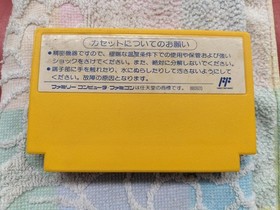 カセットについてのお願い
●精密機器ですので、極端な温度条件下での使用や保管および強い
ショックをさけてください。また、絶対に分解しないでください。
●端子部に手を触れたり、水にぬらしたりして汚さないようにして
ください。故障の原因となります。
ファミリーコンピュータ・ファミコンは任天堂の商標です。
FF